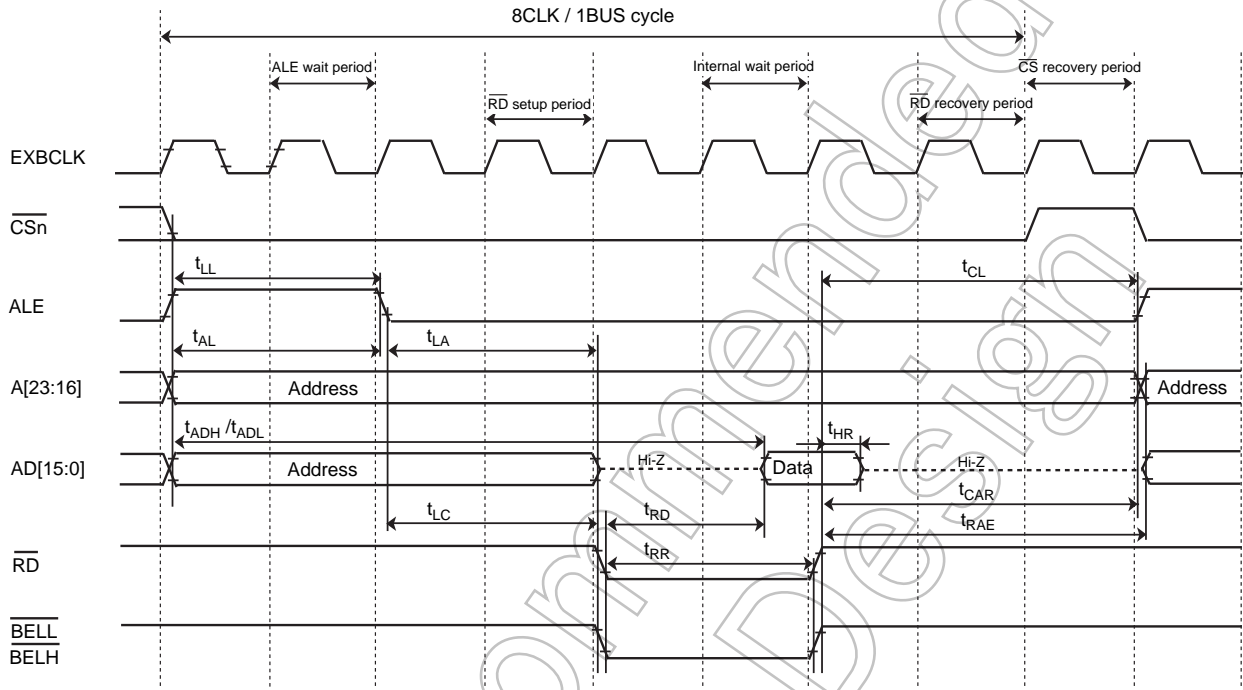 8CLK / 1BUS cycle
ALE wait period
Internal wait period
CS recovery period
RD setup period
RD recovery period
EXBCLK
CSn
tLL
tCL
ALE
tAL
tLA
A[23:16]
Address
Address
tADH /tADL
tHR
AD[15:0]
Address
Hi-Z
Data
Hi-Z
tCAR
tLC
tRD
tRAE
tRR
RD
BELL
BELH
ommended
Design